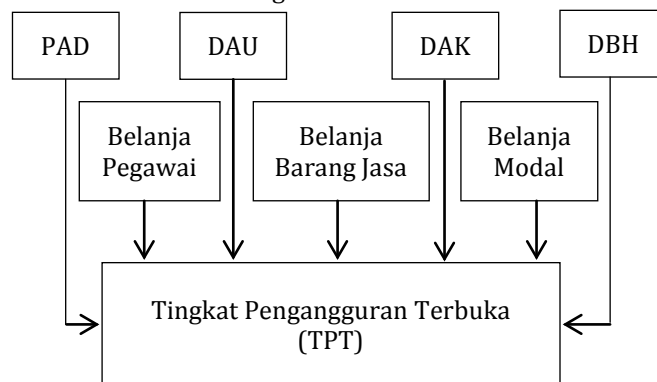 PAD
DAU
DAK
DBH
Belanja
Pegawai
Belanja
Barang Jasa
Belanja
Modal
Tingkat Pengangguran Terbuka
(TPT)